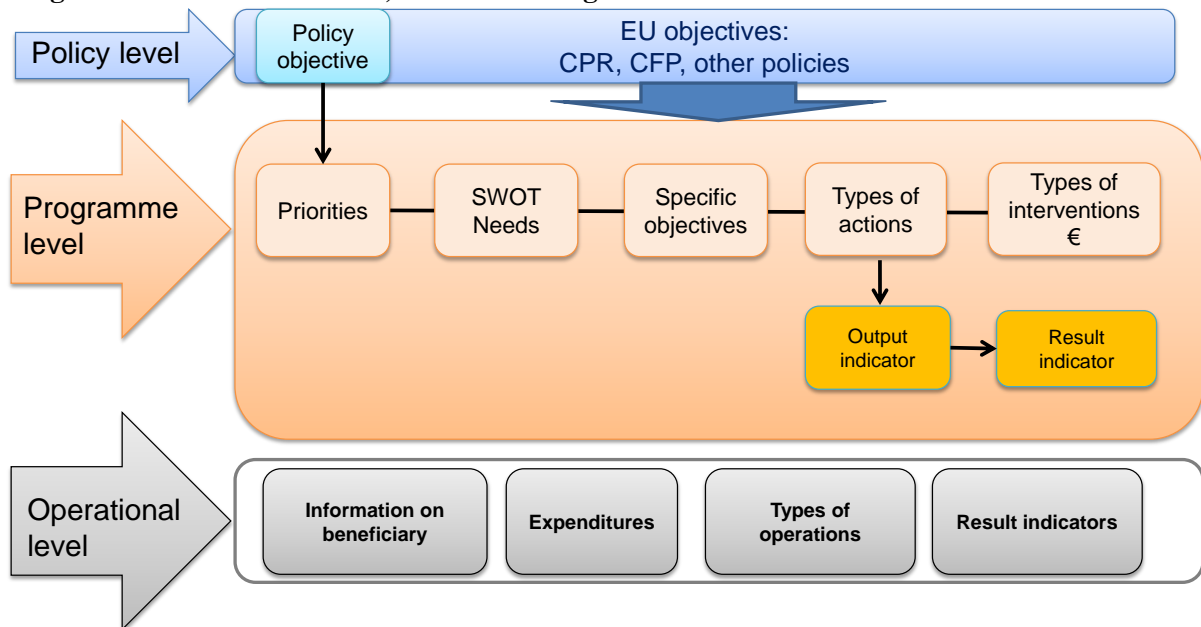 Policy level
Policy
objective
EU objectives:
CPR, CFP, other policies
Programme
level
Priorities
SWOT
Needs
Specific
objectives
Types of
actions
Types of
interventions
€
Output
indicator
Result
indicator
Operational
level
Information on
beneficiary
Expenditures
Types of
operations
Result indicators